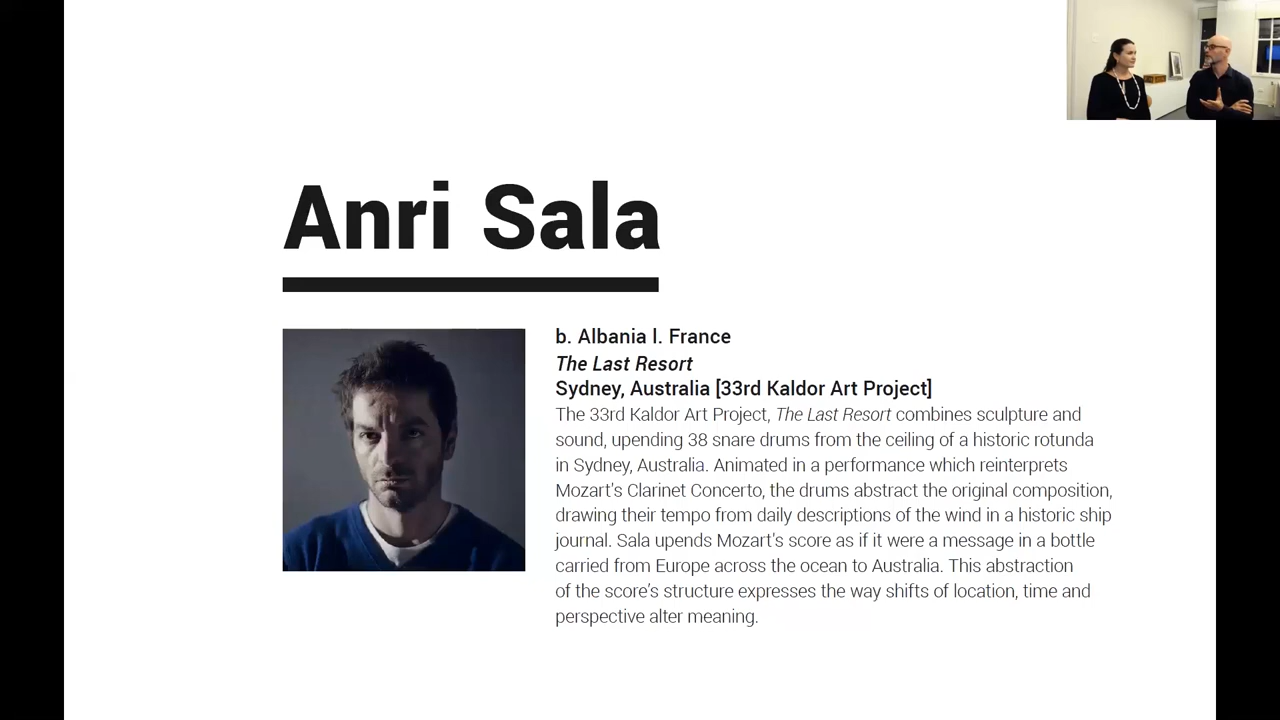 Anri Sala
b. Albania l. France
The Last Resort
Sydney, Australia [33rd Kaldor Art Project]
The 33rd Kaldor Art Project, The Last Resort combines sculpture and
sound, upending 38 snare drums from the ceiling of a historic rotunda
in Sydney, Australia. Animated in a performance which reinterprets
Mozart's Clarinet Concerto, the drums abstract the original composition,
drawing their tempo from daily descriptions of the wind in a historic ship
journal. Sala upends Mozart's score as if it were a message in a bottle
carried from Europe across the ocean to Australia. This abstraction
of the score's structure expresses the way shifts of location, time and
perspective alter meaning.